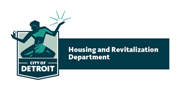 CITY OF
DETROIT
Housing and Revitalization
Department